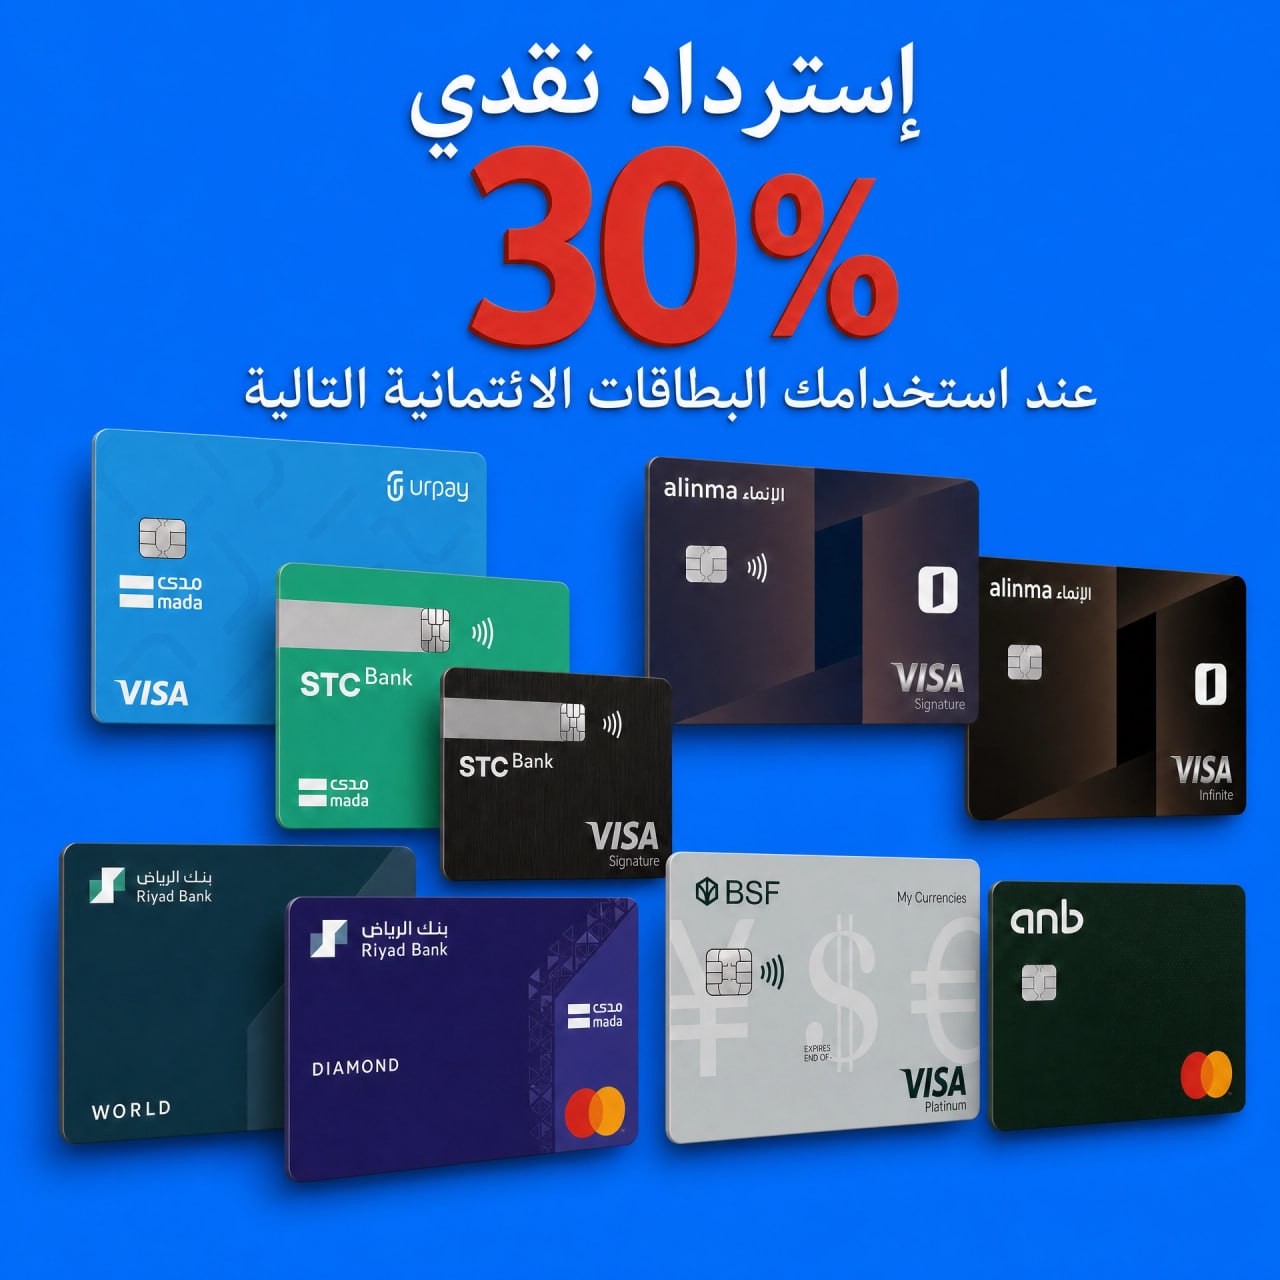 إسترداد نقدي
30%
عند استخدامك البطاقات الائتمانية التالية
urpay
مدى
mada
VISA
STC Bank
مدى
mada
STC Bank
VISA
Signature
alinma الإنماء
VISA
Signature
alinma الإنماء
VISA
Infinite
بنك الرياض
Riyad Bank
WORLD
بنك الرياض
Riyad Bank
مدى
mada
DIAMOND
BSF
My Currencies
¥ $ €
EXPIRES
END OF-
VISA
Platinum
anb